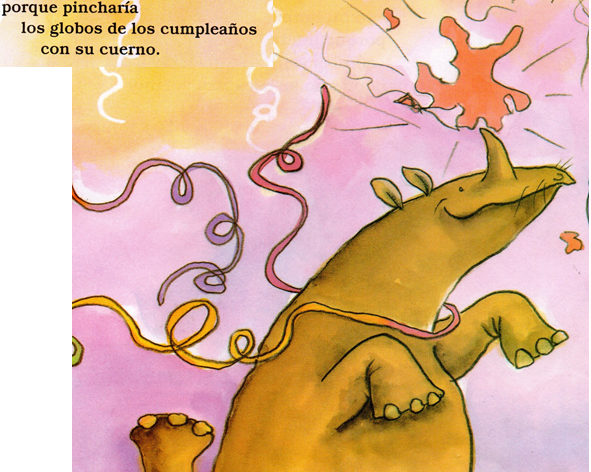 porque pincharía
los globos de los cumpleaños
con su cuerno.